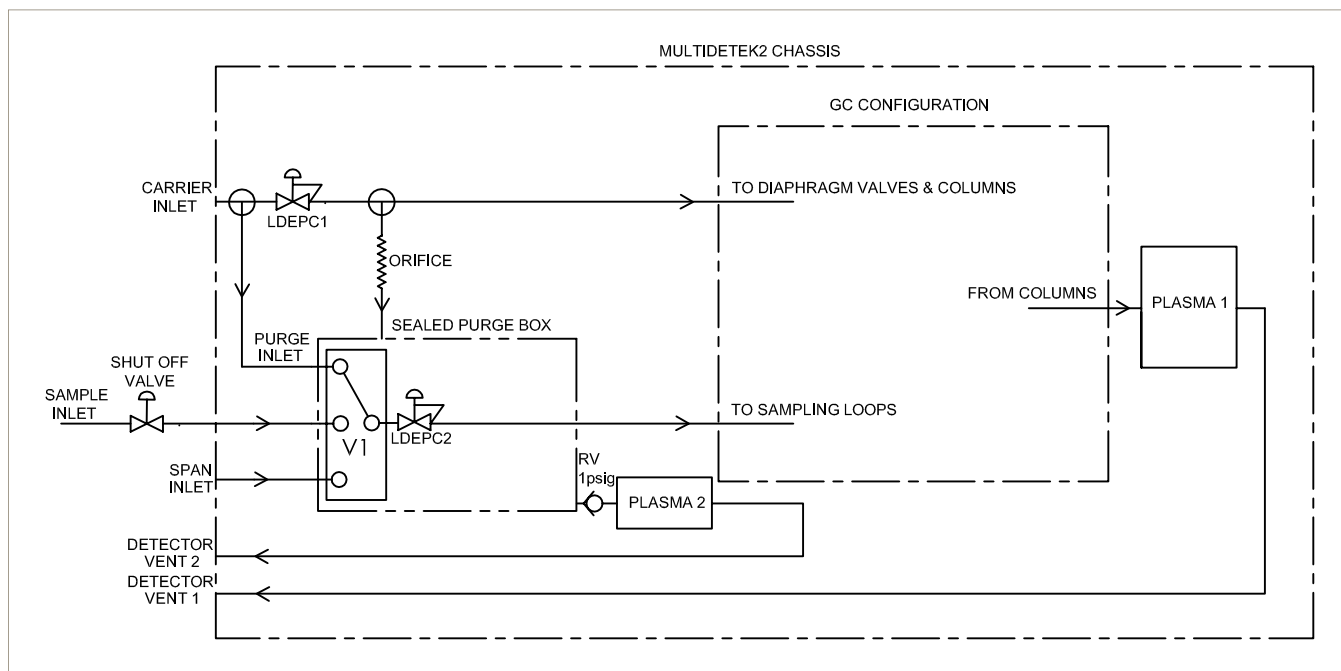 MULTIDETEK2 CHASSIS
GC CONFIGURATION
CARRIER
INLET
LDEPC1
TO DIAPHRAGM VALVES & COLUMNS
ORIFICE
FROM COLUMNS
PLASMA 1
SEALED PURGE BOX
PURGE
INLET
SHUT OFF
VALVE
SAMPLE
INLET
V1
LDEPC2
TO SAMPLING LOOPS
SPAN
INLET
RV
1psig
PLASMA 2
DETECTOR
VENT 2
DETECTOR
VENT 1